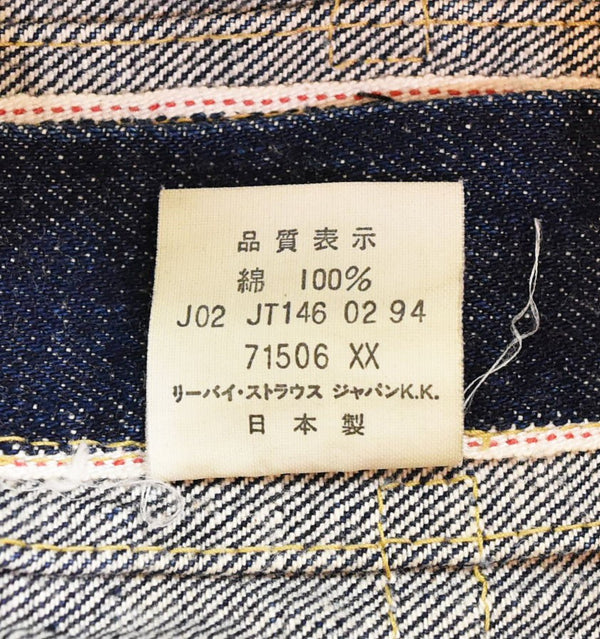 品質表示
綿 100%
J02 JT146 02 94
71506 XX
リーバイ・ストラウス ジャパンK.K.
日本製